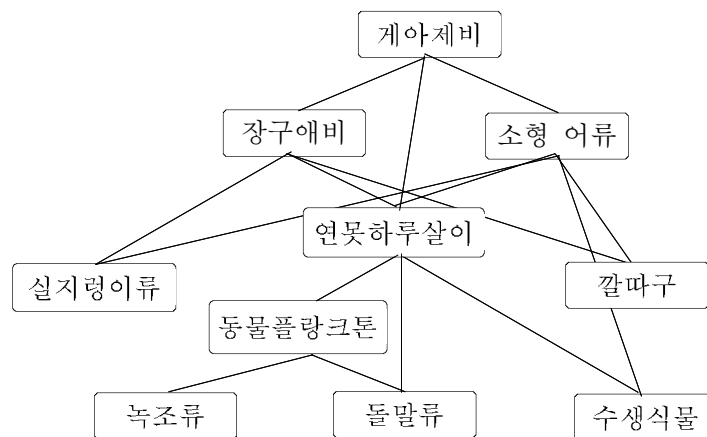 게아제비
장구애비
소형 어류
연못하루살이
실지렁이류
깔따구
동물플랑크톤
녹조류
돌말류
수생식물